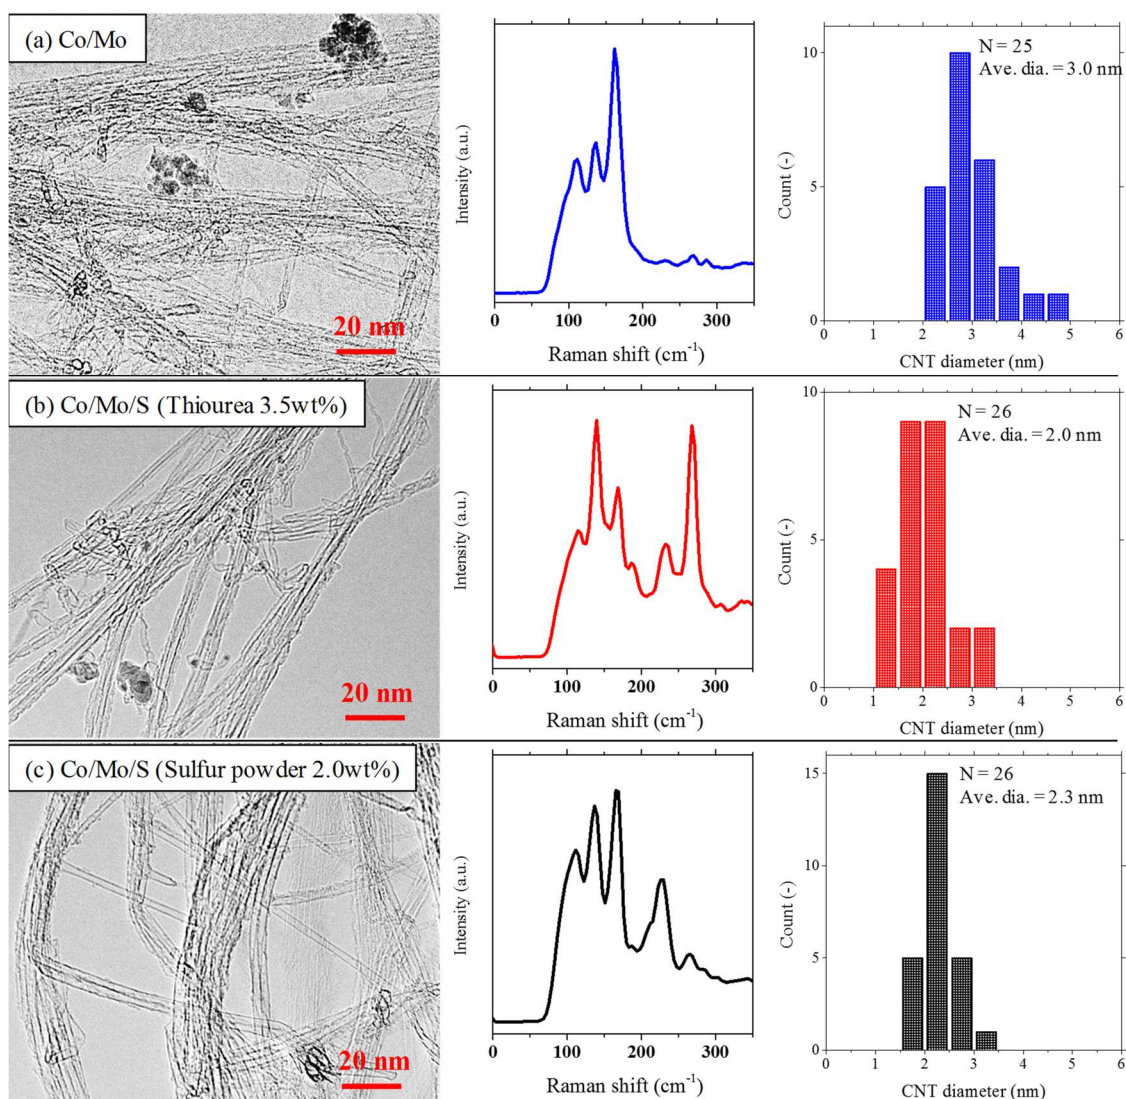 (a) Co/Mo
20 nm
Intensity (a.u.)
0 100 200 300
Raman shift (cm-1)
N = 25
Ave. dia. = 3.0 nm
Count (-)
10
5
0
0 1 2 3 4 5 6
CNT diameter (nm)
(b) Co/Mo/S (Thiourea 3.5wt%)
20 nm
Intensity (a.u.)
0 100 200 300
Raman shift (cm-1)
N = 26
Ave. dia. = 2.0 nm
Count (-)
10
5
0
0 1 2 3 4 5 6
CNT diameter (nm)
(c) Co/Mo/S (Sulfur powder 2.0wt%)
20 nm
Intensity (a.u.)
0 100 200 300
Raman shift (cm-1)
N = 26
Ave. dia. = 2.3 nm
Count (-)
15
10
5
0
0 1 2 3 4 5 6
CNT diameter (nm)